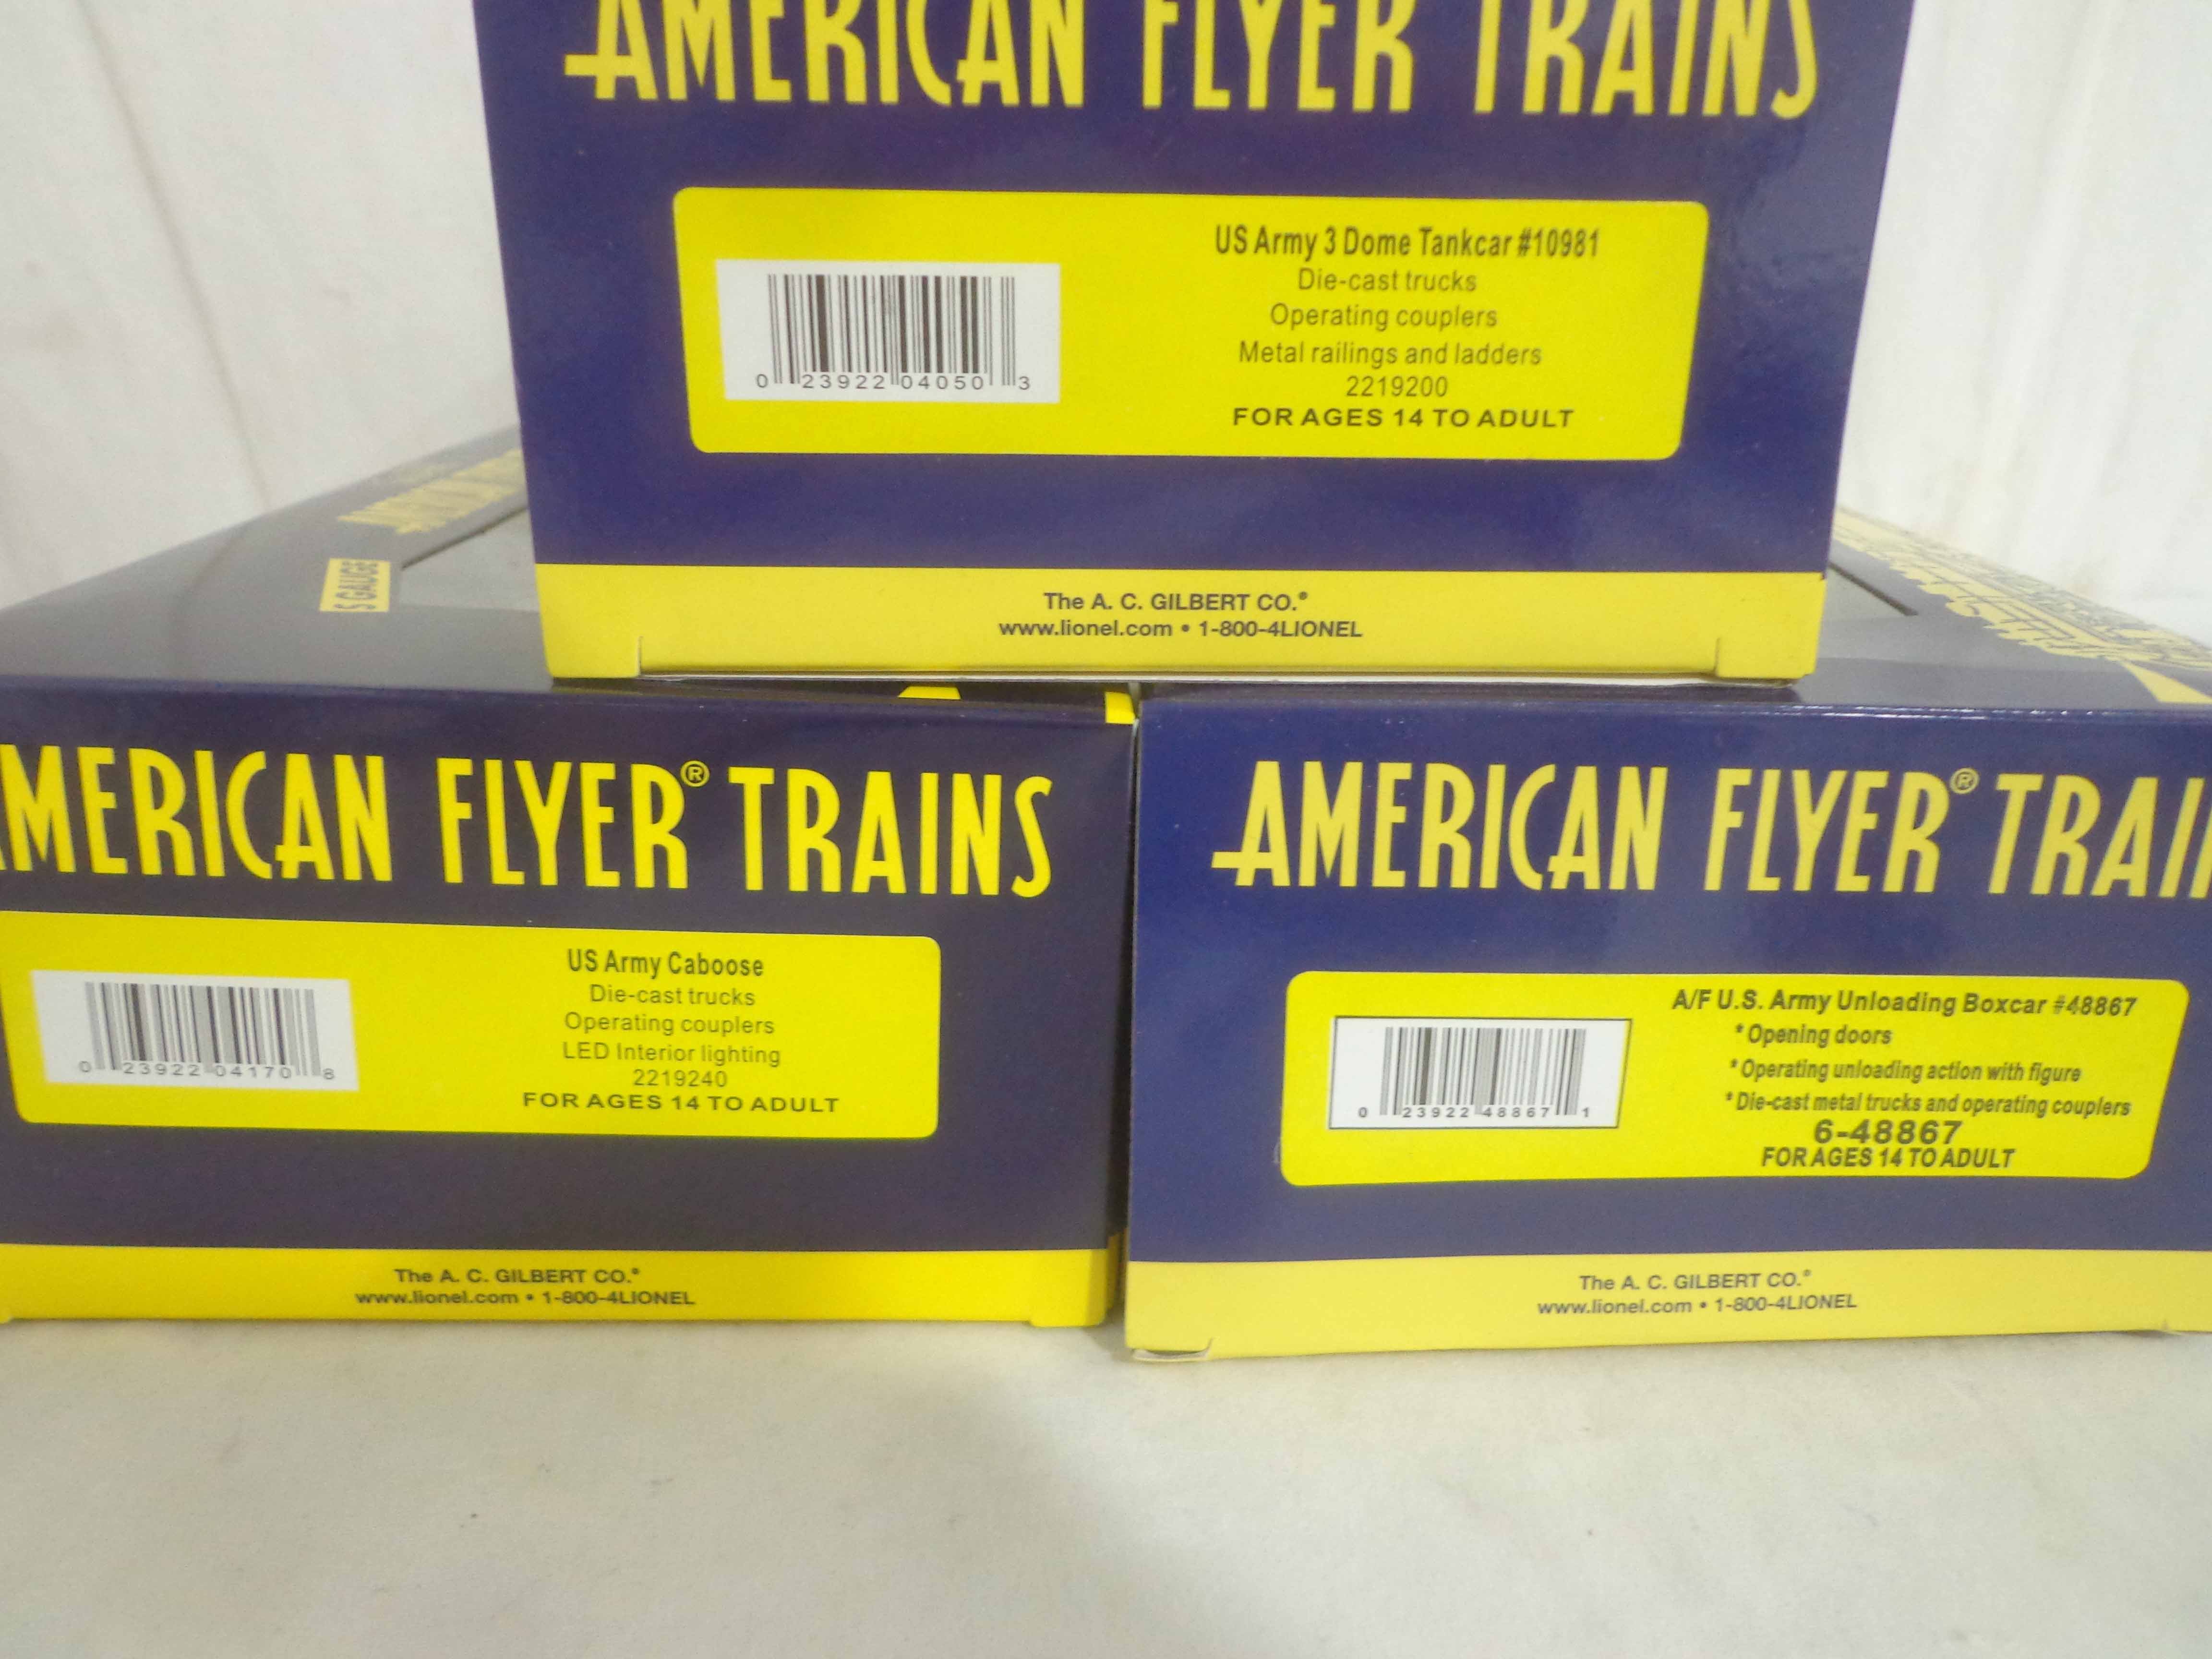 AMERICAN FLYER TRAINS
US Army 3 Dome Tankcar #10981
Die-cast trucks
Operating couplers
Metal railings and ladders
2219200
FOR AGES 14 TO ADULT
0 23922 04050 3
The A. C. GILBERT CO.®
www.lionel.com • 1-800-4LIONEL
S GAUGE
AMERICAN FLYER® TRAINS
US Army Caboose
Die-cast trucks
Operating couplers
LED Interior lighting
2219240
FOR AGES 14 TO ADULT
0 23922 04170 8
The A. C. GILBERT CO.®
www.lionel.com • 1-800-4LIONEL
AMERICAN FLYER® TRAI
A/F U.S. Army Unloading Boxcar #48867
* Opening doors
* Operating unloading action with figure
* Die-cast metal trucks and operating couplers
6-48867
FOR AGES 14 TO ADULT
0 23922 48867 1
The A. C. GILBERT CO.®
www.lionel.com • 1-800-4LIONEL